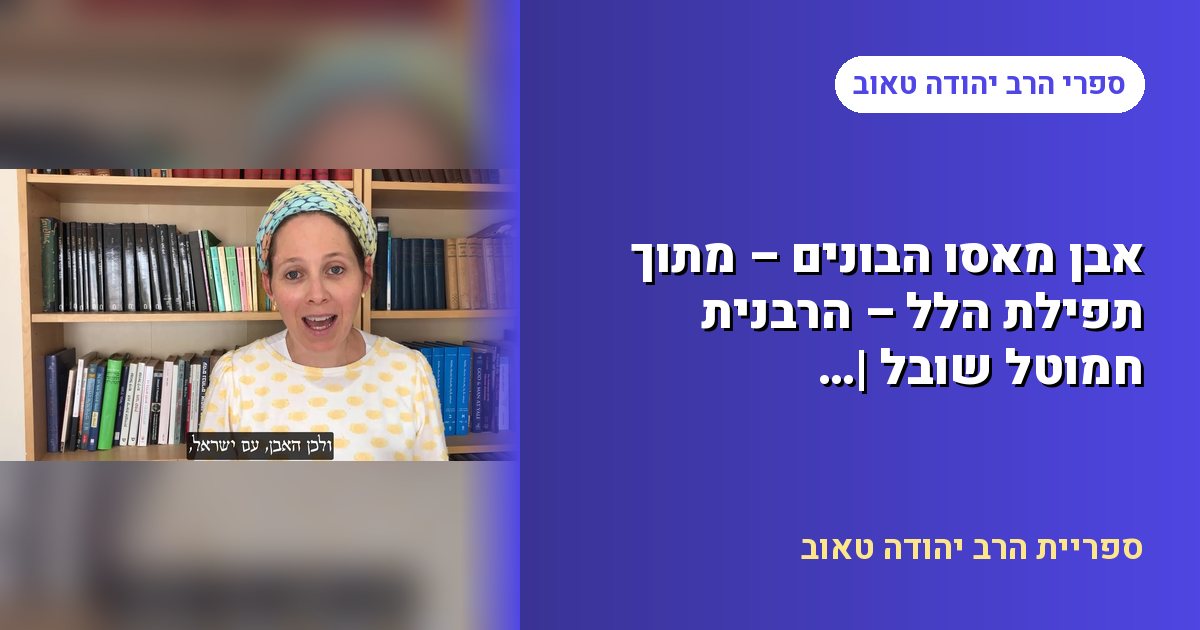 ספרי הרב יהודה טאוב
אבן מאסו הבונים – מתוך
תפילת הלל – הרבנית
חמוטל שובל |...
ולכן האבן, עם ישראל,
ספריית הרב יהודה טאוב